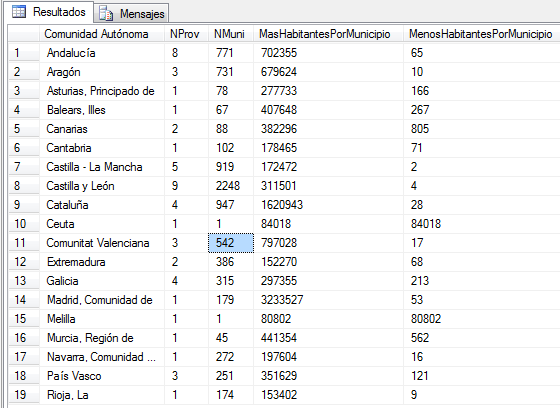 Resultados Mensajes
Comunidad Autónoma NProv NMuni MasHabitantesPorMunicipio MenosHabitantesPorMunicipio
1 Andalucía 8 771 702355 65
2 Aragón 3 731 679624 10
3 Asturias, Principado de 1 78 277733 166
4 Balears, Illes 1 67 407648 267
5 Canarias 2 88 382296 805
6 Cantabria 1 102 178465 71
7 Castilla - La Mancha 5 919 172472 2
8 Castilla y León 9 2248 311501 4
9 Cataluña 4 947 1620943 28
10 Ceuta 1 1 84018 84018
11 Comunitat Valenciana 3 542 797028 17
12 Extremadura 2 386 152270 68
13 Galicia 4 315 297355 213
14 Madrid, Comunidad de 1 179 3233527 53
15 Melilla 1 1 80802 80802
16 Murcia, Región de 1 45 441354 562
17 Navarra, Comunidad ... 1 272 197604 16
18 País Vasco 3 251 351629 121
19 Rioja, La 1 174 153402 9